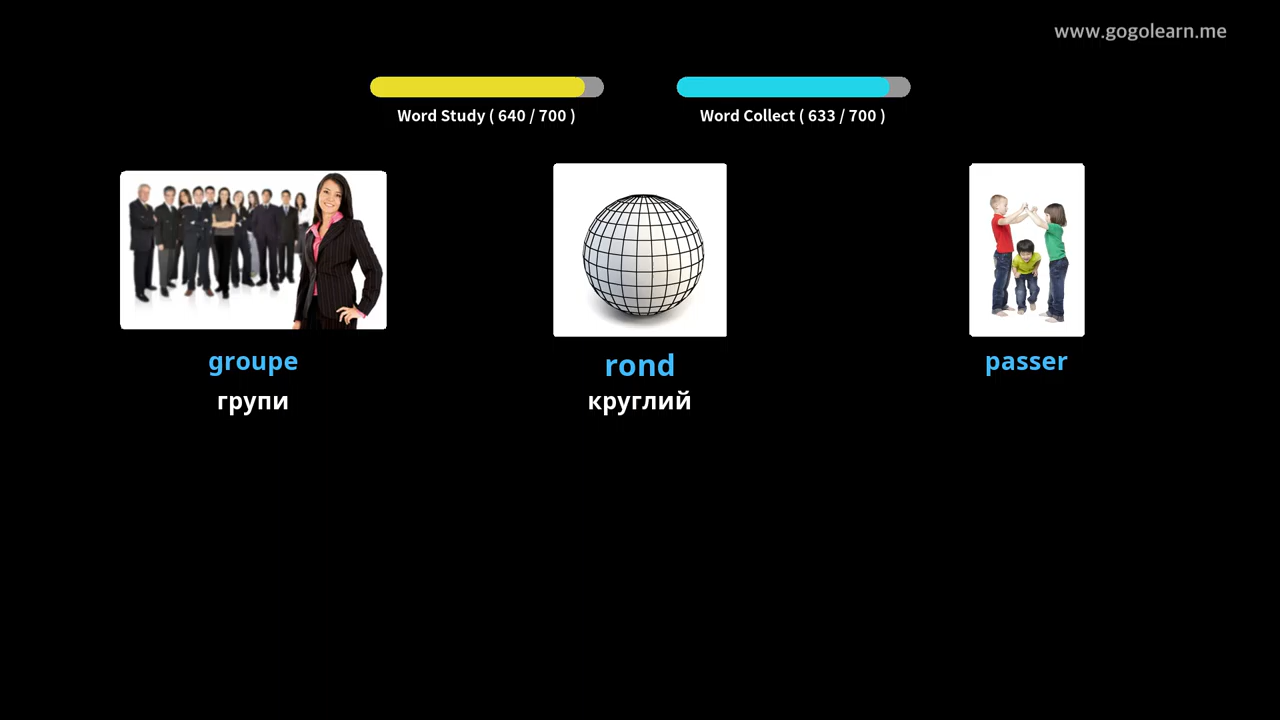 www.gogolearn.me
Word Study ( 640 / 700 )
Word Collect ( 633 / 700 )
groupe
групи
rond
круглий
passer